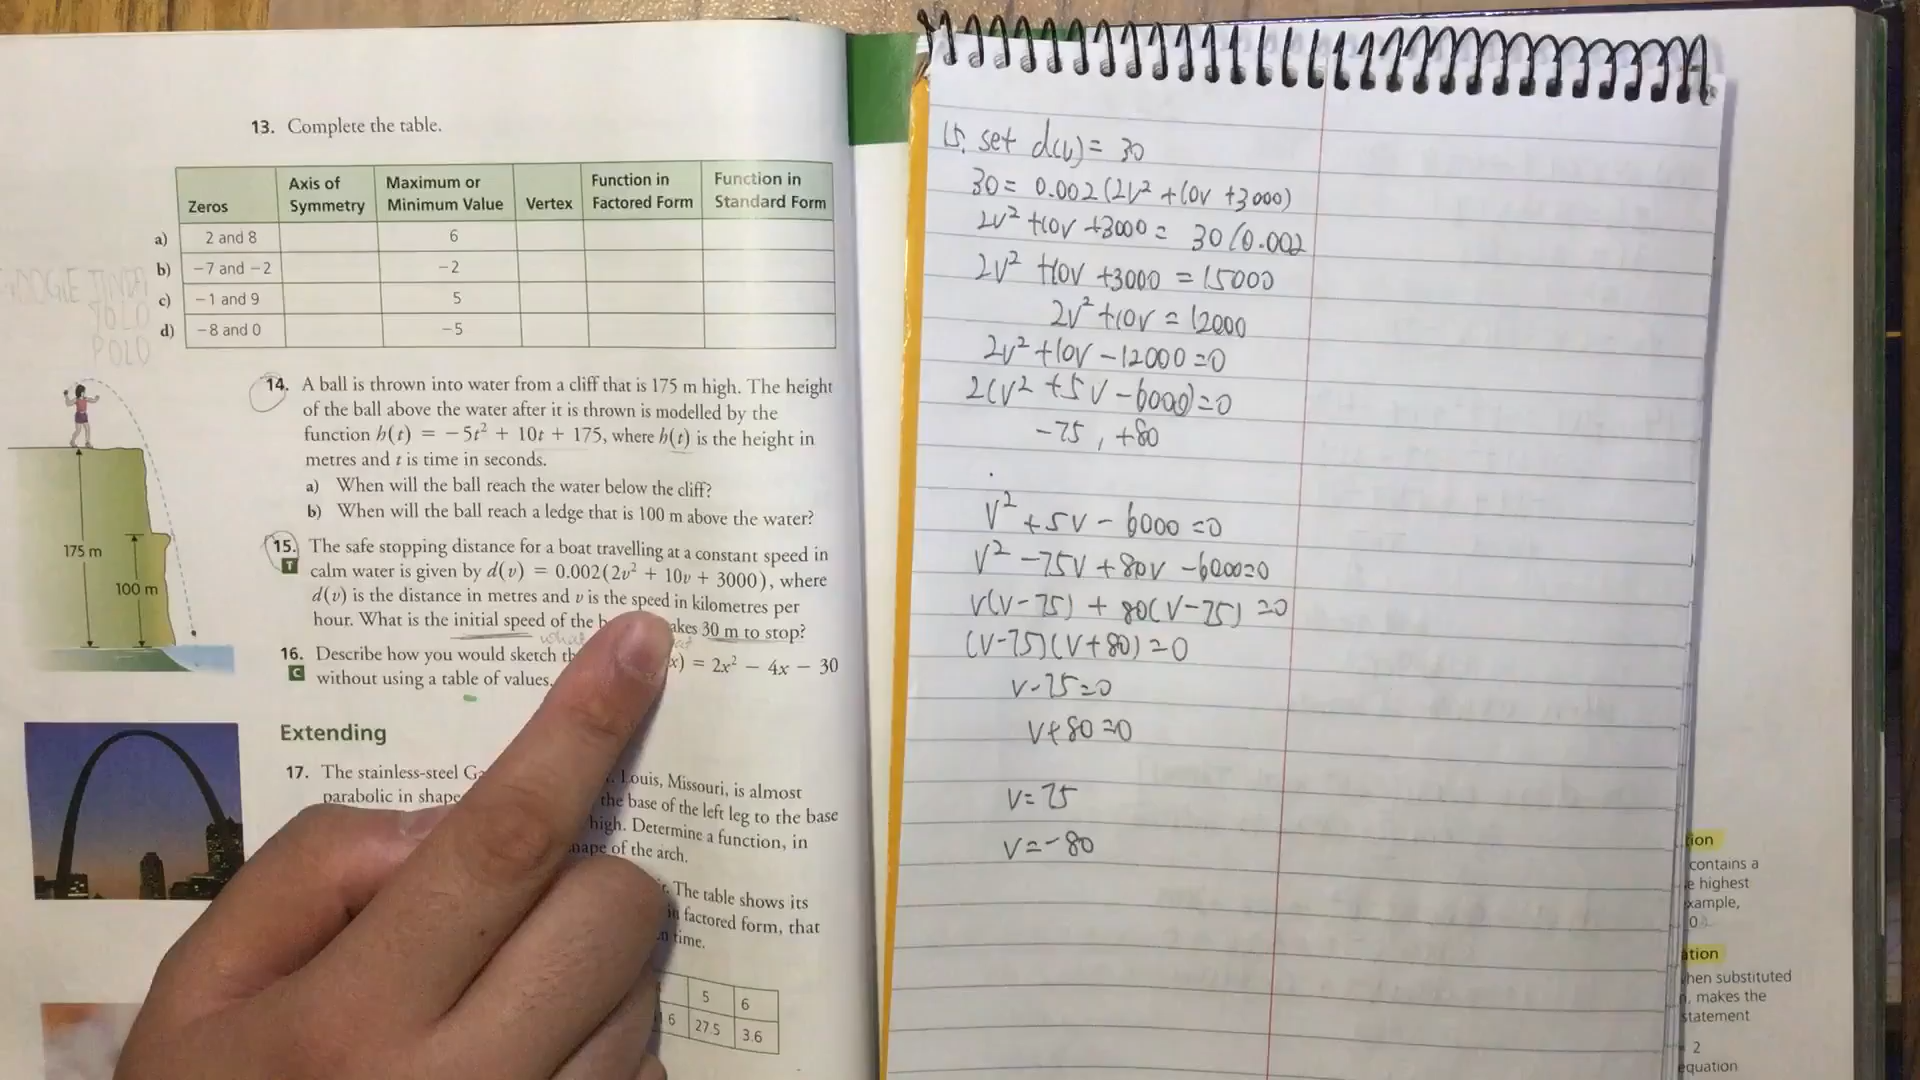 13. Complete the table.
Zeros Axis of Symmetry Maximum or Minimum Value Vertex Function in Factored Form Function in Standard Form
a) 2 and 8 6
b) −7 and −2 −2
c) −1 and 9 5
d) −8 and 0 −5
POLO
14. A ball is thrown into water from a cliff that is 175 m high. The height
of the ball above the water after it is thrown is modelled by the
function h(t) = −5t² + 10t + 175, where h(t) is the height in
metres and t is time in seconds.
a) When will the ball reach the water below the cliff?
b) When will the ball reach a ledge that is 100 m above the water?
175 m
100 m
15. The safe stopping distance for a boat travelling at a constant speed in
T calm water is given by d(v) = 0.002(2v² + 10v + 3000), where
d(v) is the distance in metres and v is the speed in kilometres per
hour. What is the initial speed of the b akes 30 m to stop?
16. Describe how you would sketch th x) = 2x² − 4x − 30
C without using a table of values.
Extending
17. The stainless-steel G Louis, Missouri, is almost
parabolic in shape the base of the left leg to the base
high. Determine a function, in
hape of the arch.
The table shows its
in factored form, that
n time.
5 6
6 27.5 3.6
15. set d(v) = 30
30 = 0.002(2v² + 10v + 3000)
2v² + 10v + 3000 = 30/0.002
2v² + 10v + 3000 = 15000
2v² + 10v = 12000
2v² + 10v − 12000 = 0
2(v² + 5v − 6000) = 0
−75, +80
v² + 5v − 6000 = 0
v² − 75v + 80v − 6000=0
v(v−75) + 80(v−75) = 0
(v−75)(v+80) = 0
v−75=0
v+80=0
v=75
v=−80
tion
contains a
e highest
xample,
0
ation
hen substituted
, makes the
statement
= 2
equation